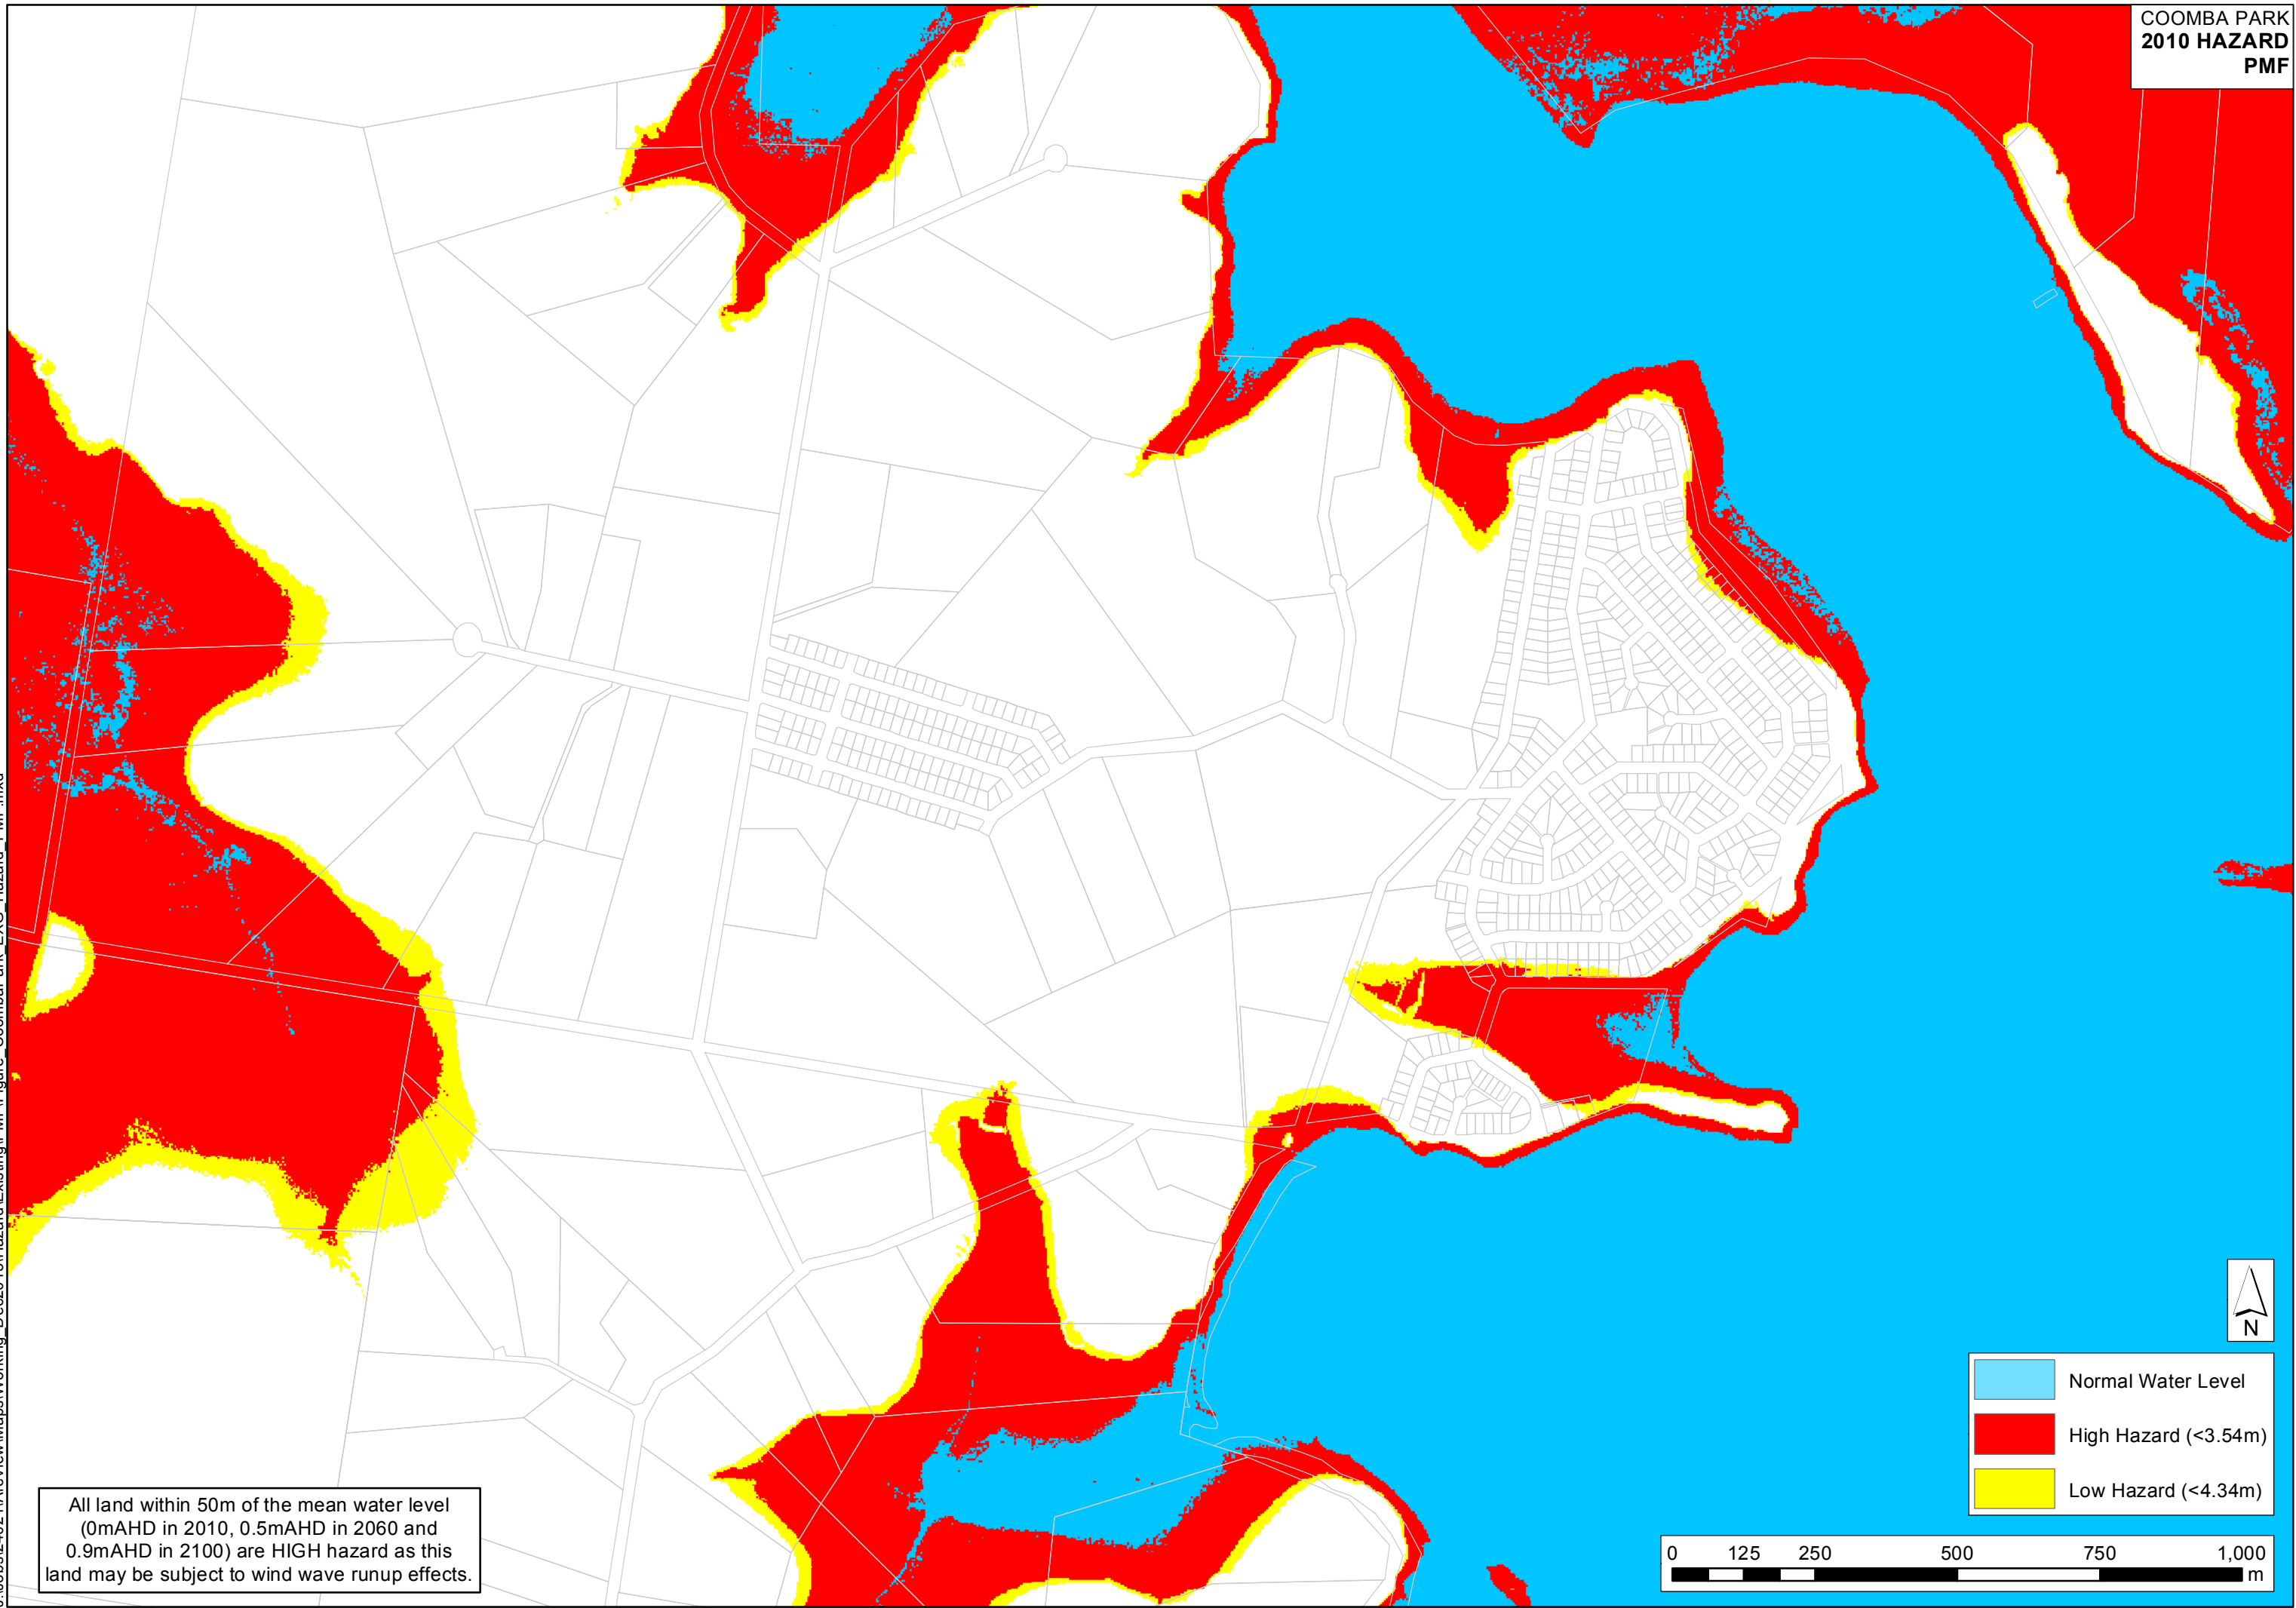 COOMBA PARK
2010 HAZARD
PMF
N
Normal Water Level
High Hazard (<3.54m)
Low Hazard (<4.34m)
All land within 50m of the mean water level
(0mAHD in 2010, 0.5mAHD in 2060 and
0.9mAHD in 2100) are HIGH hazard as this
land may be subject to wind wave runup effects.
0 125 250 500 750 1,000
m